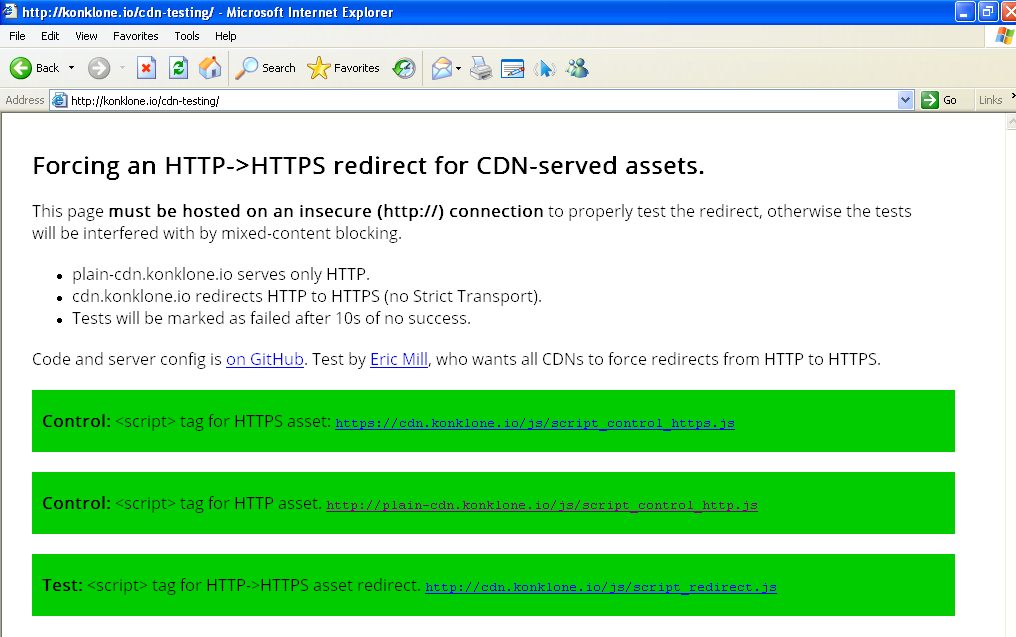 http://konklone.io/cdn-testing/ - Microsoft Internet Explorer
File Edit View Favorites Tools Help
Back Search Favorites
Address http://konklone.io/cdn-testing/ Go Links
Forcing an HTTP->HTTPS redirect for CDN-served assets.
This page must be hosted on an insecure (http://) connection to properly test the redirect, otherwise the tests
will be interfered with by mixed-content blocking.
• plain-cdn.konklone.io serves only HTTP.
• cdn.konklone.io redirects HTTP to HTTPS (no Strict Transport).
• Tests will be marked as failed after 10s of no success.
Code and server config is on GitHub. Test by Eric Mill, who wants all CDNs to force redirects from HTTP to HTTPS.
Control: <script> tag for HTTPS asset: https://cdn.konklone.io/js/script_control_https.js
Control: <script> tag for HTTP asset. http://plain-cdn.konklone.io/js/script_control_http.js
Test: <script> tag for HTTP->HTTPS asset redirect. http://cdn.konklone.io/js/script_redirect.js